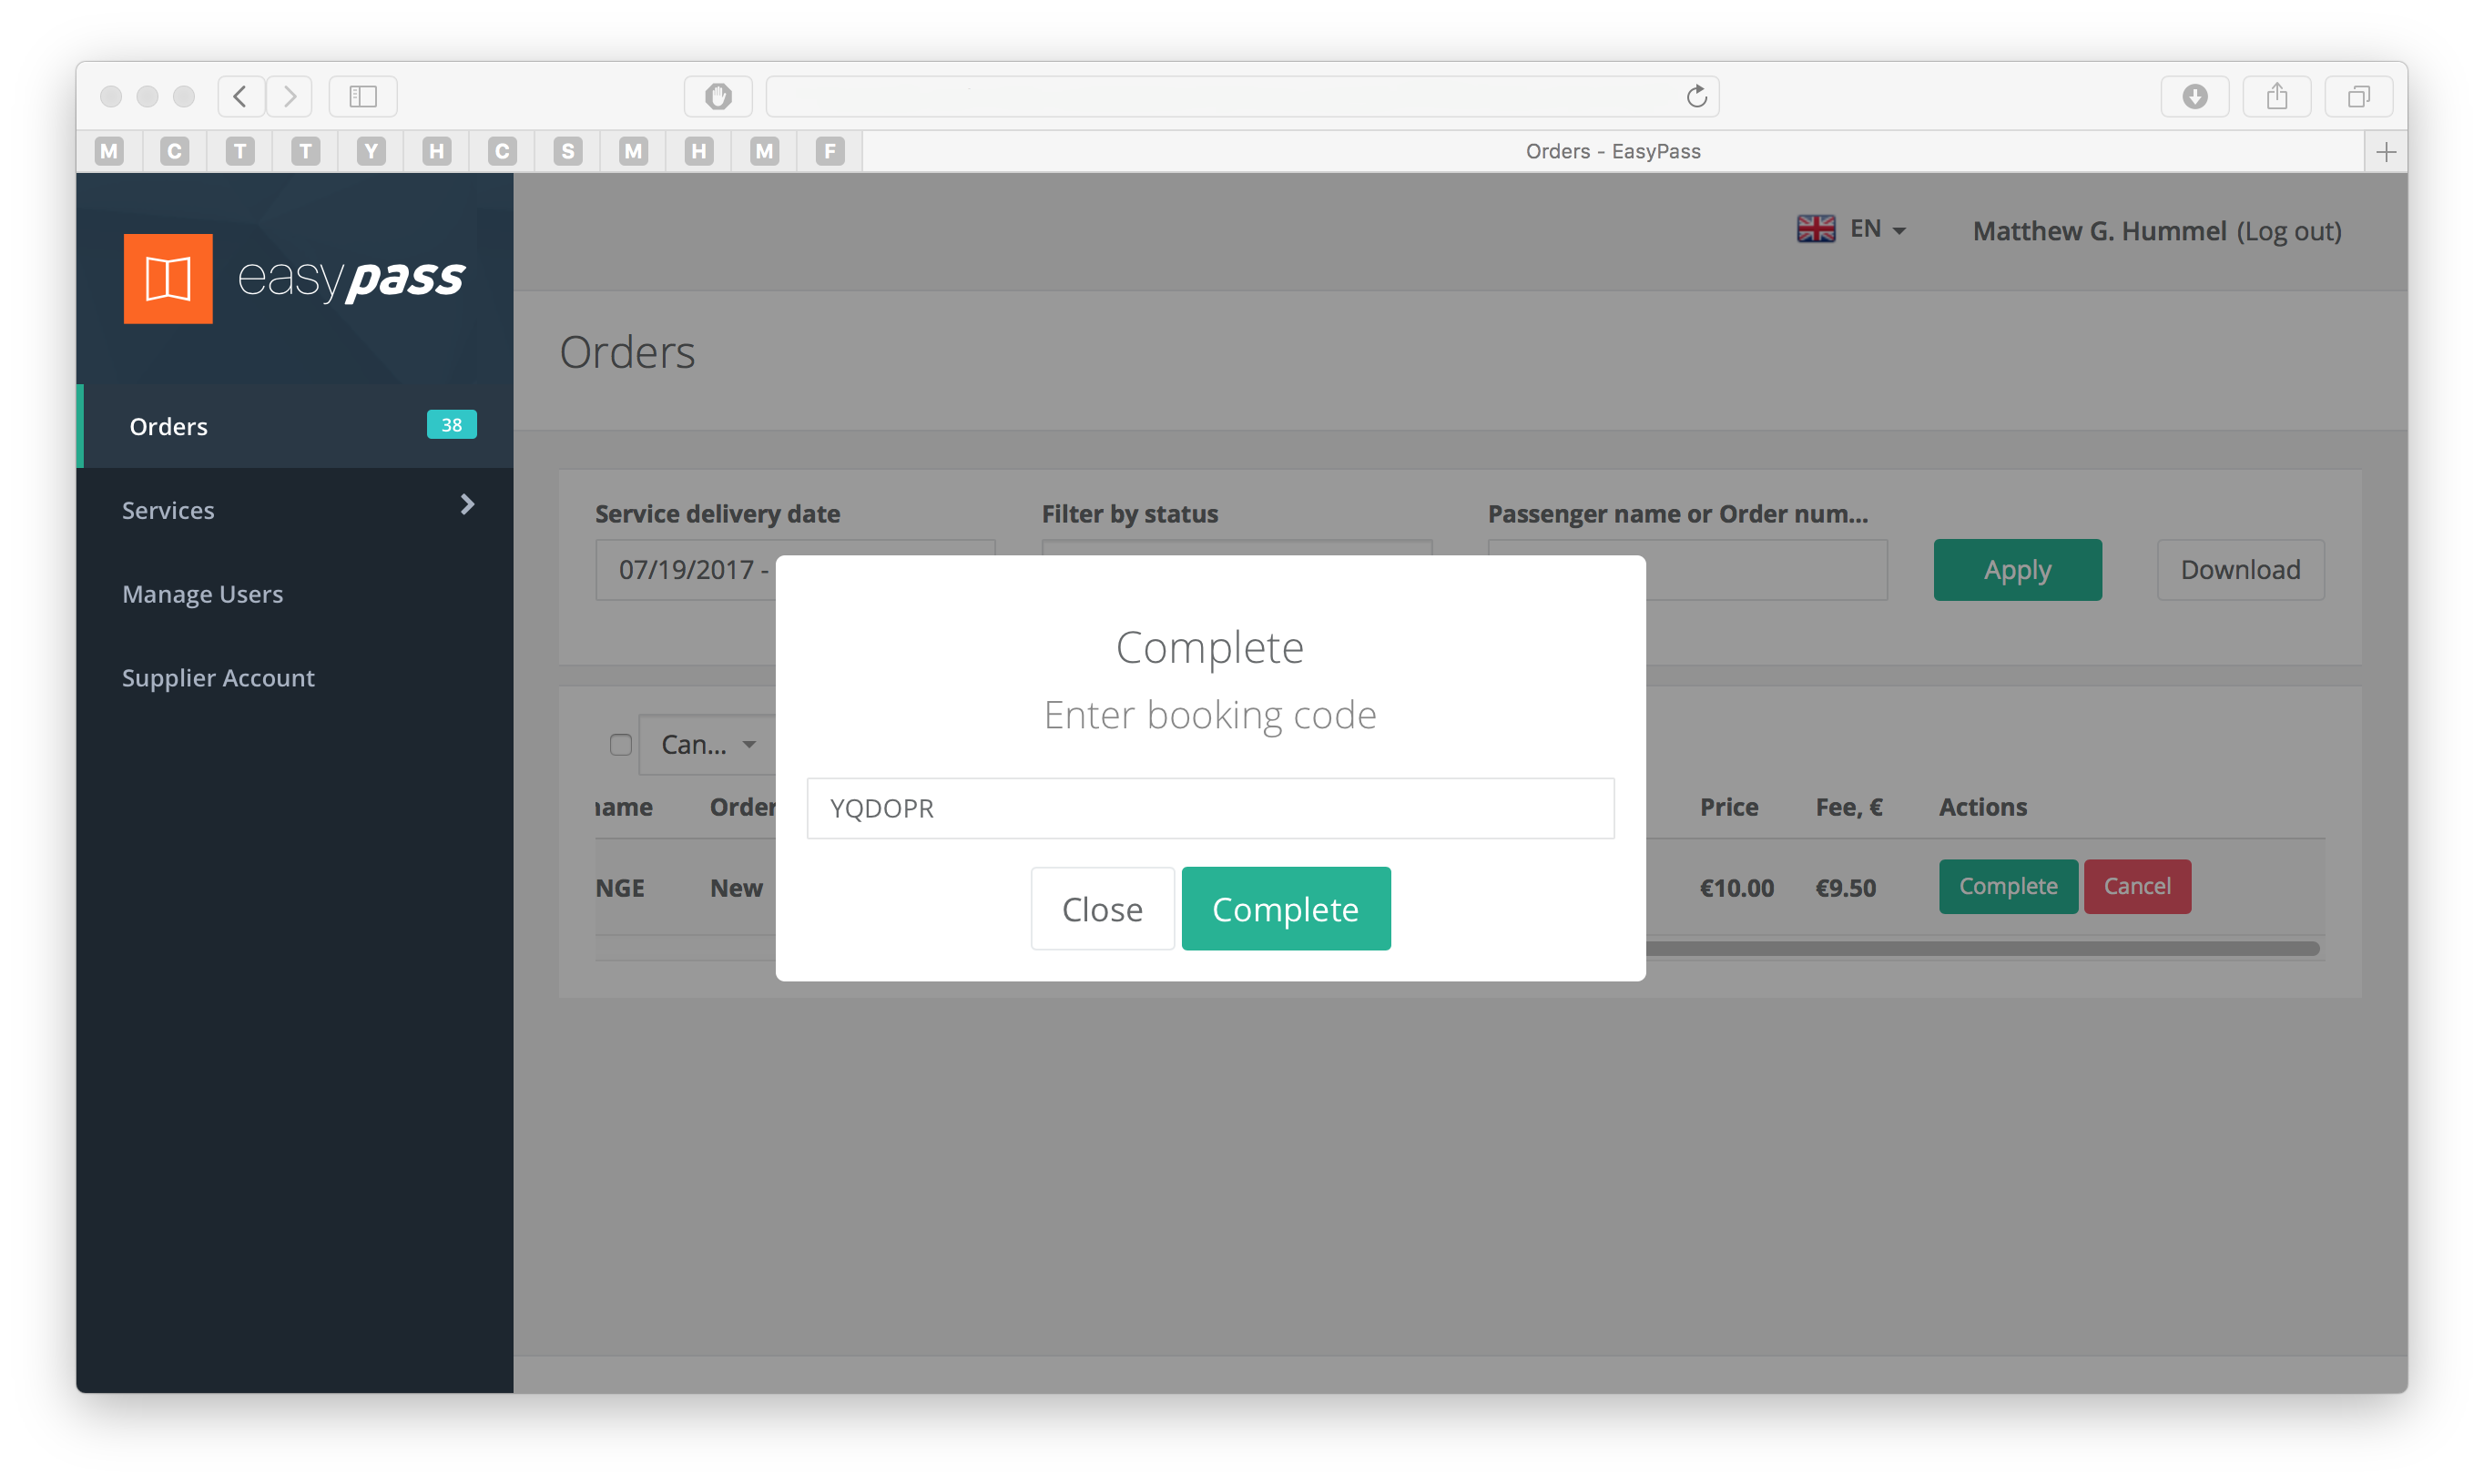 M C T T Y H C S M H M F Orders - EasyPass
easypass
EN Matthew G. Hummel (Log out)
Orders
Orders 38
Services
Manage Users
Supplier Account
Service delivery date Filter by status Passenger name or Order num...
07/19/2017 - Apply Download
Complete
Enter booking code
Can...
YQDOPR
Order Price Fee, € Actions
New €10.00 €9.50 Complete Cancel
Close Complete